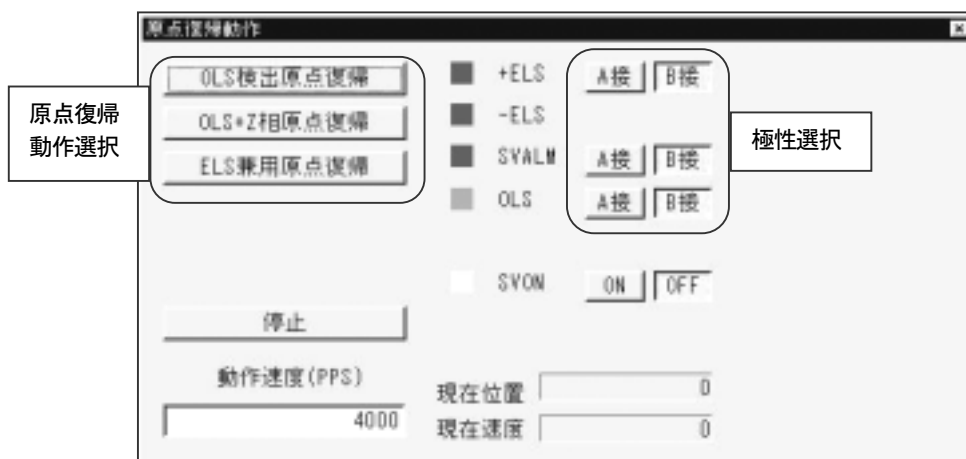 原点復帰動作
原点復帰
動作選択
OLS検出原点復帰
OLS+Z相原点復帰
ELS兼用原点復帰
+ELS A接 B接
-ELS
SVALM A接 B接
OLS A接 B接
極性選択
SVON ON OFF
停止
動作速度(PPS)
4000
現在位置 0
現在速度 0